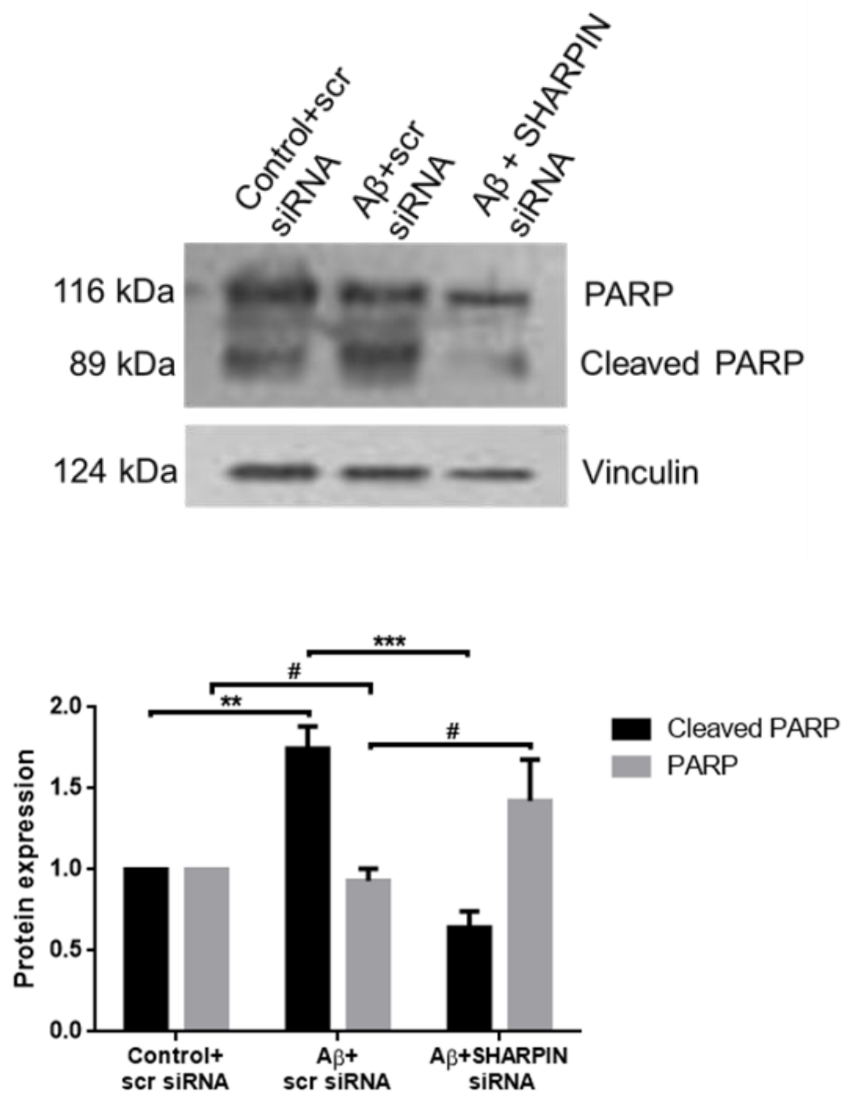 Control+scr
siRNA
Aβ+scr
siRNA
Aβ + SHARPIN
siRNA
116 kDa
PARP
89 kDa
Cleaved PARP
124 kDa
Vinculin
***
#
**
#
2.0
1.5
1.0
0.5
0.0
Protein expression
Cleaved PARP
PARP
Control+
scr siRNA
Aβ+
scr siRNA
Aβ+SHARPIN
siRNA